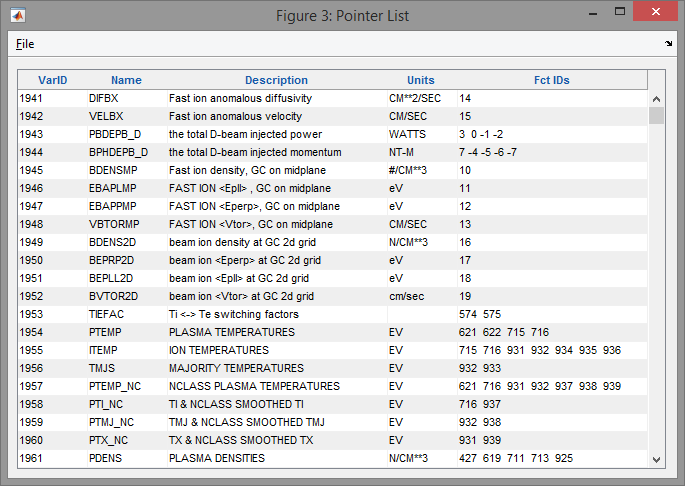 Figure 3: Pointer List
File
VarID Name Description Units Fct IDs
1941 DIFBX Fast ion anomalous diffusivity CM**2/SEC 14
1942 VELBX Fast ion anomalous velocity CM/SEC 15
1943 PBDEPB_D the total D-beam injected power WATTS 3 0 -1 -2
1944 BPHDEPB_D the total D-beam injected momentum NT-M 7 -4 -5 -6 -7
1945 BDENSMP Fast ion density, GC on midplane #/CM**3 10
1946 EBAPLMP FAST ION <Epll> , GC on midplane eV 11
1947 EBAPPMP FAST ION <Eperp>, GC on midplane eV 12
1948 VBTORMP FAST ION <Vtor>, GC on midplane CM/SEC 13
1949 BDENS2D beam ion density at GC 2d grid N/CM**3 16
1950 BEPRP2D beam ion <Eperp> at GC 2d grid eV 17
1951 BEPLL2D beam ion <Epll> at GC 2d grid eV 18
1952 BVTOR2D beam ion <Vtor> at GC 2d grid cm/sec 19
1953 TIEFAC Ti <-> Te switching factors 574 575
1954 PTEMP PLASMA TEMPERATURES EV 621 622 715 716
1955 ITEMP ION TEMPERATURES EV 715 716 931 932 934 935 936
1956 TMJS MAJORITY TEMPERATURES EV 932 933
1957 PTEMP_NC NCLASS PLASMA TEMPERATURES EV 621 716 931 932 937 938 939
1958 PTI_NC TI & NCLASS SMOOTHED TI EV 716 937
1959 PTMJ_NC TMJ & NCLASS SMOOTHED TMJ EV 932 938
1960 PTX_NC TX & NCLASS SMOOTHED TX EV 931 939
1961 PDENS PLASMA DENSITIES N/CM**3 427 619 711 713 925